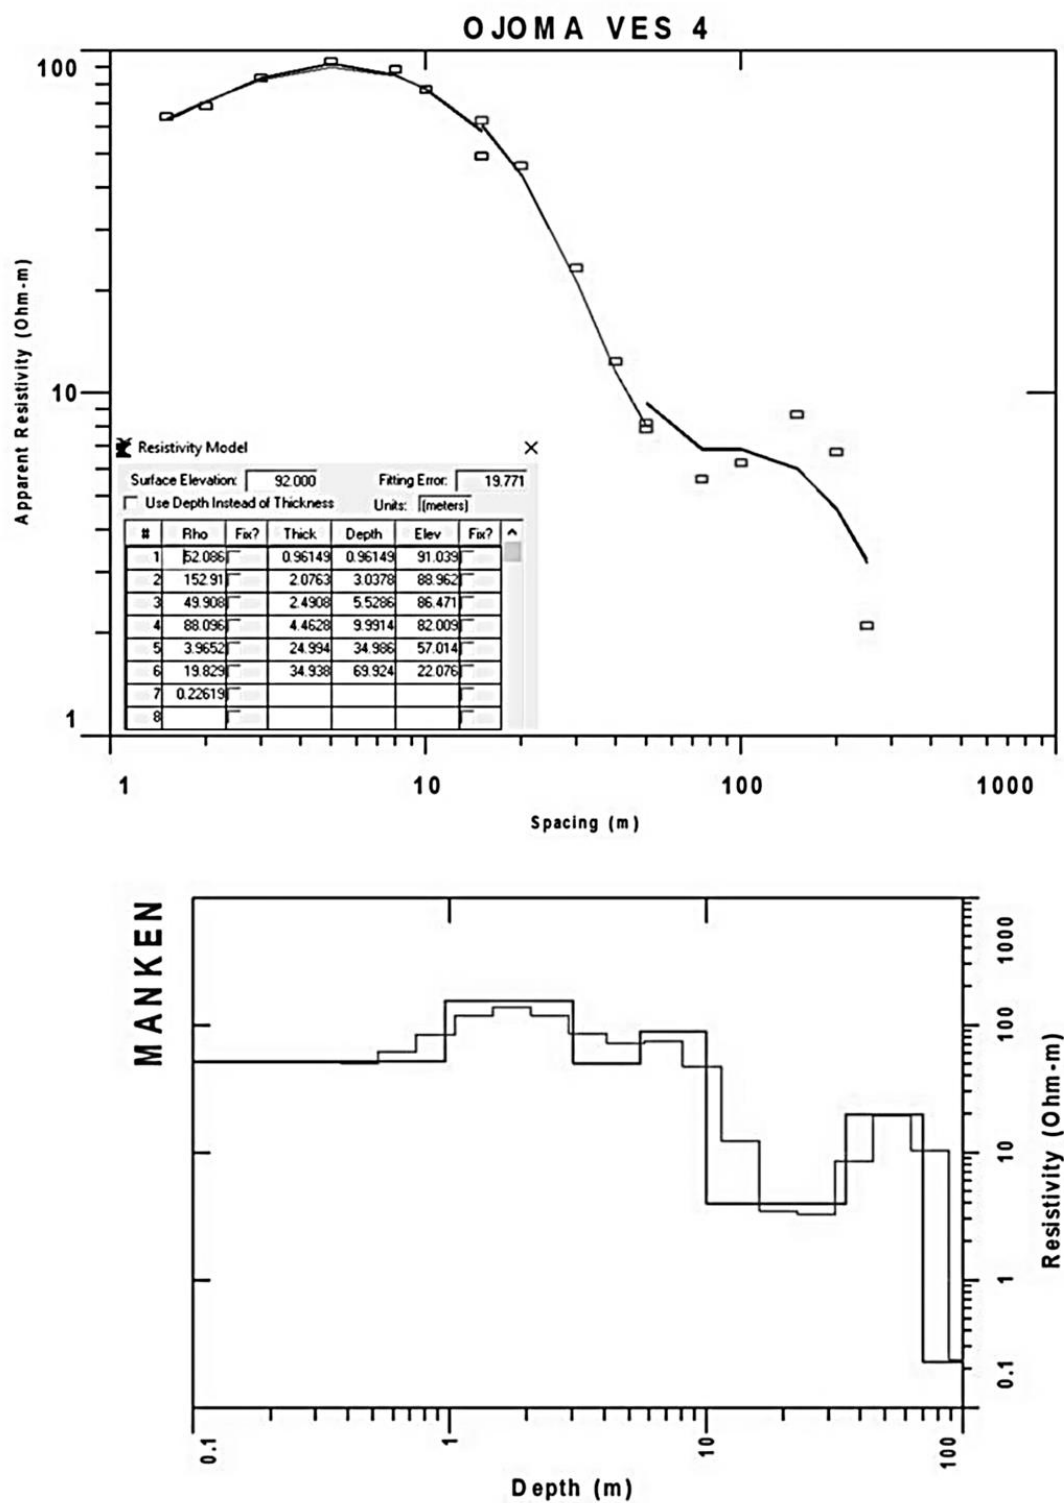 OJOMA VES 4
100
10
1
Apparent Resistivity (Ohm-m)
Resistivity Model
Surface Elevation: 92.000 Fitting Error: 19.771
Use Depth Instead of Thickness Units: (meters)
# Rho Fix? Thick Depth Elev Fix?
1 52.086 0.96149 0.96149 91.039
2 152.91 2.0763 3.0378 88.962
3 49.908 2.4908 5.5286 86.471
4 88.096 4.4628 9.9914 82.009
5 3.9652 24.994 34.986 57.014
6 19.829 34.938 69.924 22.076
7 0.22619
8
1 10 100 1000
Spacing (m)
MANKEN
1000
100
10
1
0.1
Resistivity (Ohm-m)
0.1 1 10 100
Depth (m)